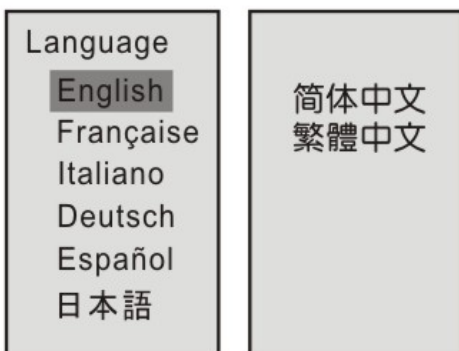 Language
English
Française
Italiano
Deutsch
Español
日本語
简体中文
繁體中文